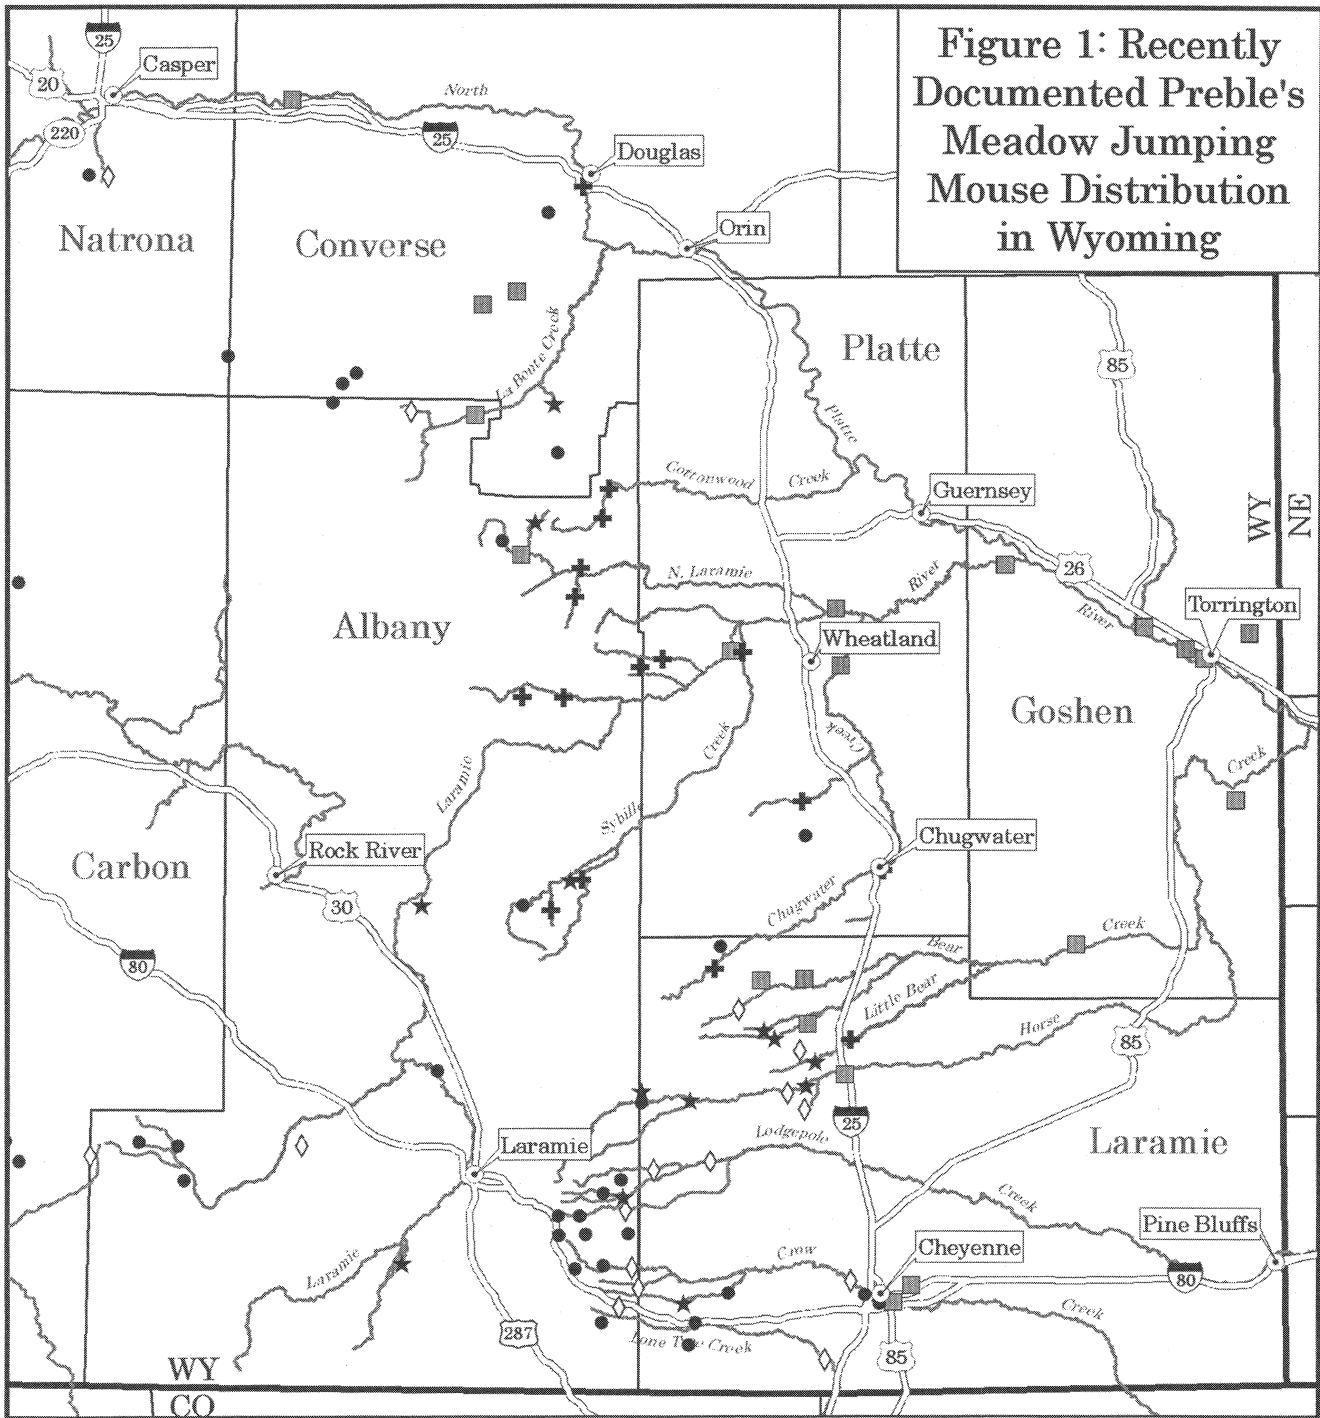 Figure 1: Recently
Documented Preble's
Meadow Jumping
Mouse Distribution
in Wyoming
25
20
Casper
220
North
25
Douglas
Orin
Natrona
Converse
Platte
85
La Bonte Creek
Platte
Cottonwood
Creek
Guernsey
WY
NE
N. Laramie
River
26
River
Torrington
Albany
Wheatland
Goshen
Creek
Creek
Creek
Laramie
Sybille
Chugwater
Carbon
Rock River
30
Chugwater
Creek
Bear
80
Little Bear
Horse
85
25
Laramie
Lodgepole
Laramie
Creek
Pine Bluffs
Crow
Cheyenne
80
Laramie
Creek
287
Lone Tree Creek
85
WY
CO